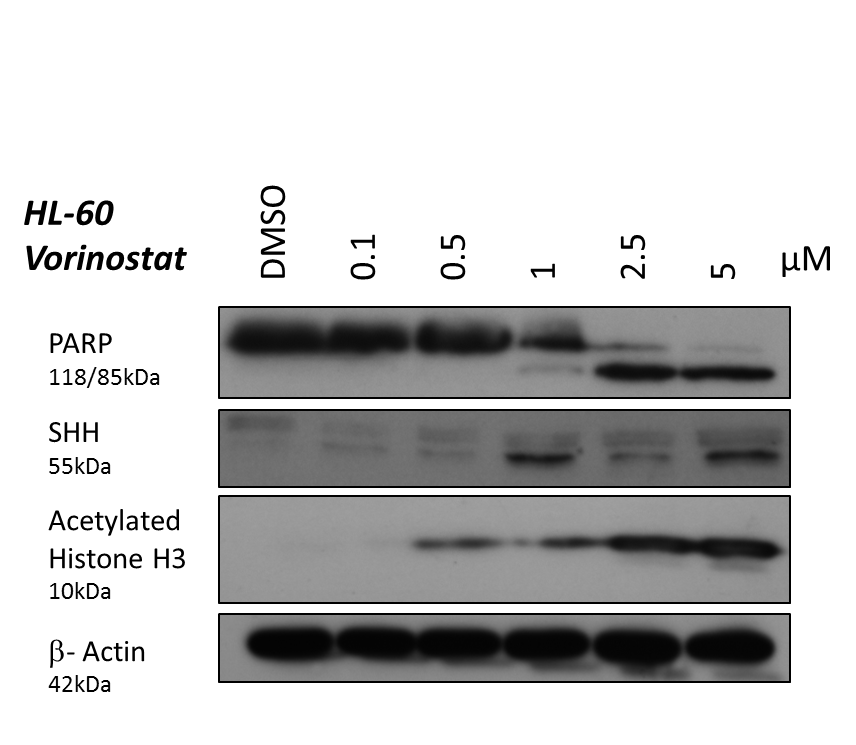 HL-60
Vorinostat
DMSO
0.1
0.5
1
2.5
5
µM
PARP
118/85kDa
SHH
55kDa
Acetylated
Histone H3
10kDa
β- Actin
42kDa